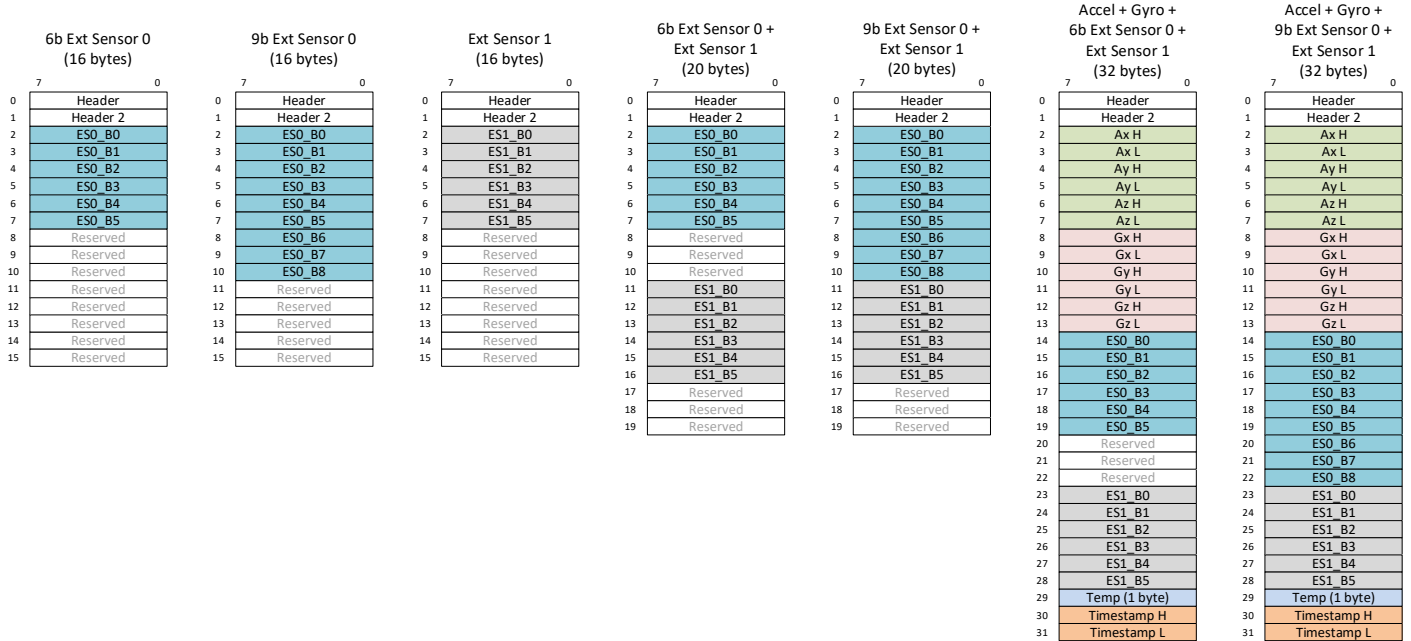 6b Ext Sensor 0
(16 bytes)
7 0
0 Header
1 Header 2
2 ES0_B0
3 ES0_B1
4 ES0_B2
5 ES0_B3
6 ES0_B4
7 ES0_B5
8 Reserved
9 Reserved
10 Reserved
11 Reserved
12 Reserved
13 Reserved
14 Reserved
15 Reserved
9b Ext Sensor 0
(16 bytes)
7 0
0 Header
1 Header 2
2 ES0_B0
3 ES0_B1
4 ES0_B2
5 ES0_B3
6 ES0_B4
7 ES0_B5
8 ES0_B6
9 ES0_B7
10 ES0_B8
11 Reserved
12 Reserved
13 Reserved
14 Reserved
15 Reserved
Ext Sensor 1
(16 bytes)
7 0
0 Header
1 Header 2
2 ES1_B0
3 ES1_B1
4 ES1_B2
5 ES1_B3
6 ES1_B4
7 ES1_B5
8 Reserved
9 Reserved
10 Reserved
11 Reserved
12 Reserved
13 Reserved
14 Reserved
15 Reserved
6b Ext Sensor 0 +
Ext Sensor 1
(20 bytes)
7 0
0 Header
1 Header 2
2 ES0_B0
3 ES0_B1
4 ES0_B2
5 ES0_B3
6 ES0_B4
7 ES0_B5
8 Reserved
9 Reserved
10 Reserved
11 ES1_B0
12 ES1_B1
13 ES1_B2
14 ES1_B3
15 ES1_B4
16 ES1_B5
17 Reserved
18 Reserved
19 Reserved
9b Ext Sensor 0 +
Ext Sensor 1
(20 bytes)
7 0
0 Header
1 Header 2
2 ES0_B0
3 ES0_B1
4 ES0_B2
5 ES0_B3
6 ES0_B4
7 ES0_B5
8 ES0_B6
9 ES0_B7
10 ES0_B8
11 ES1_B0
12 ES1_B1
13 ES1_B2
14 ES1_B3
15 ES1_B4
16 ES1_B5
17 Reserved
18 Reserved
19 Reserved
Accel + Gyro +
6b Ext Sensor 0 +
Ext Sensor 1
(32 bytes)
7 0
0 Header
1 Header 2
2 Ax H
3 Ax L
4 Ay H
5 Ay L
6 Az H
7 Az L
8 Gx H
9 Gx L
10 Gy H
11 Gy L
12 Gz H
13 Gz L
14 ES0_B0
15 ES0_B1
16 ES0_B2
17 ES0_B3
18 ES0_B4
19 ES0_B5
20 Reserved
21 Reserved
22 Reserved
23 ES1_B0
24 ES1_B1
25 ES1_B2
26 ES1_B3
27 ES1_B4
28 ES1_B5
29 Temp (1 byte)
30 Timestamp H
31 Timestamp L
Accel + Gyro +
9b Ext Sensor 0 +
Ext Sensor 1
(32 bytes)
7 0
0 Header
1 Header 2
2 Ax H
3 Ax L
4 Ay H
5 Ay L
6 Az H
7 Az L
8 Gx H
9 Gx L
10 Gy H
11 Gy L
12 Gz H
13 Gz L
14 ES0_B0
15 ES0_B1
16 ES0_B2
17 ES0_B3
18 ES0_B4
19 ES0_B5
20 ES0_B6
21 ES0_B7
22 ES0_B8
23 ES1_B0
24 ES1_B1
25 ES1_B2
26 ES1_B3
27 ES1_B4
28 ES1_B5
29 Temp (1 byte)
30 Timestamp H
31 Timestamp L